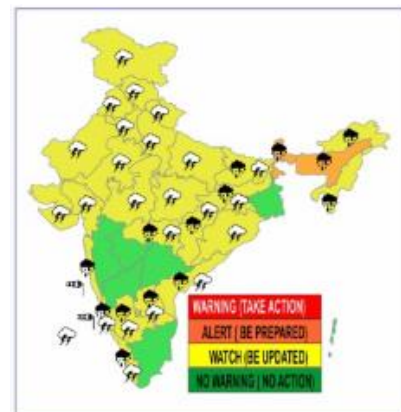 WARNING (TAKE ACTION)
ALERT ( BE PREPARED)
WATCH (BE UPDATED)
NO WARNING ( NO ACTION)